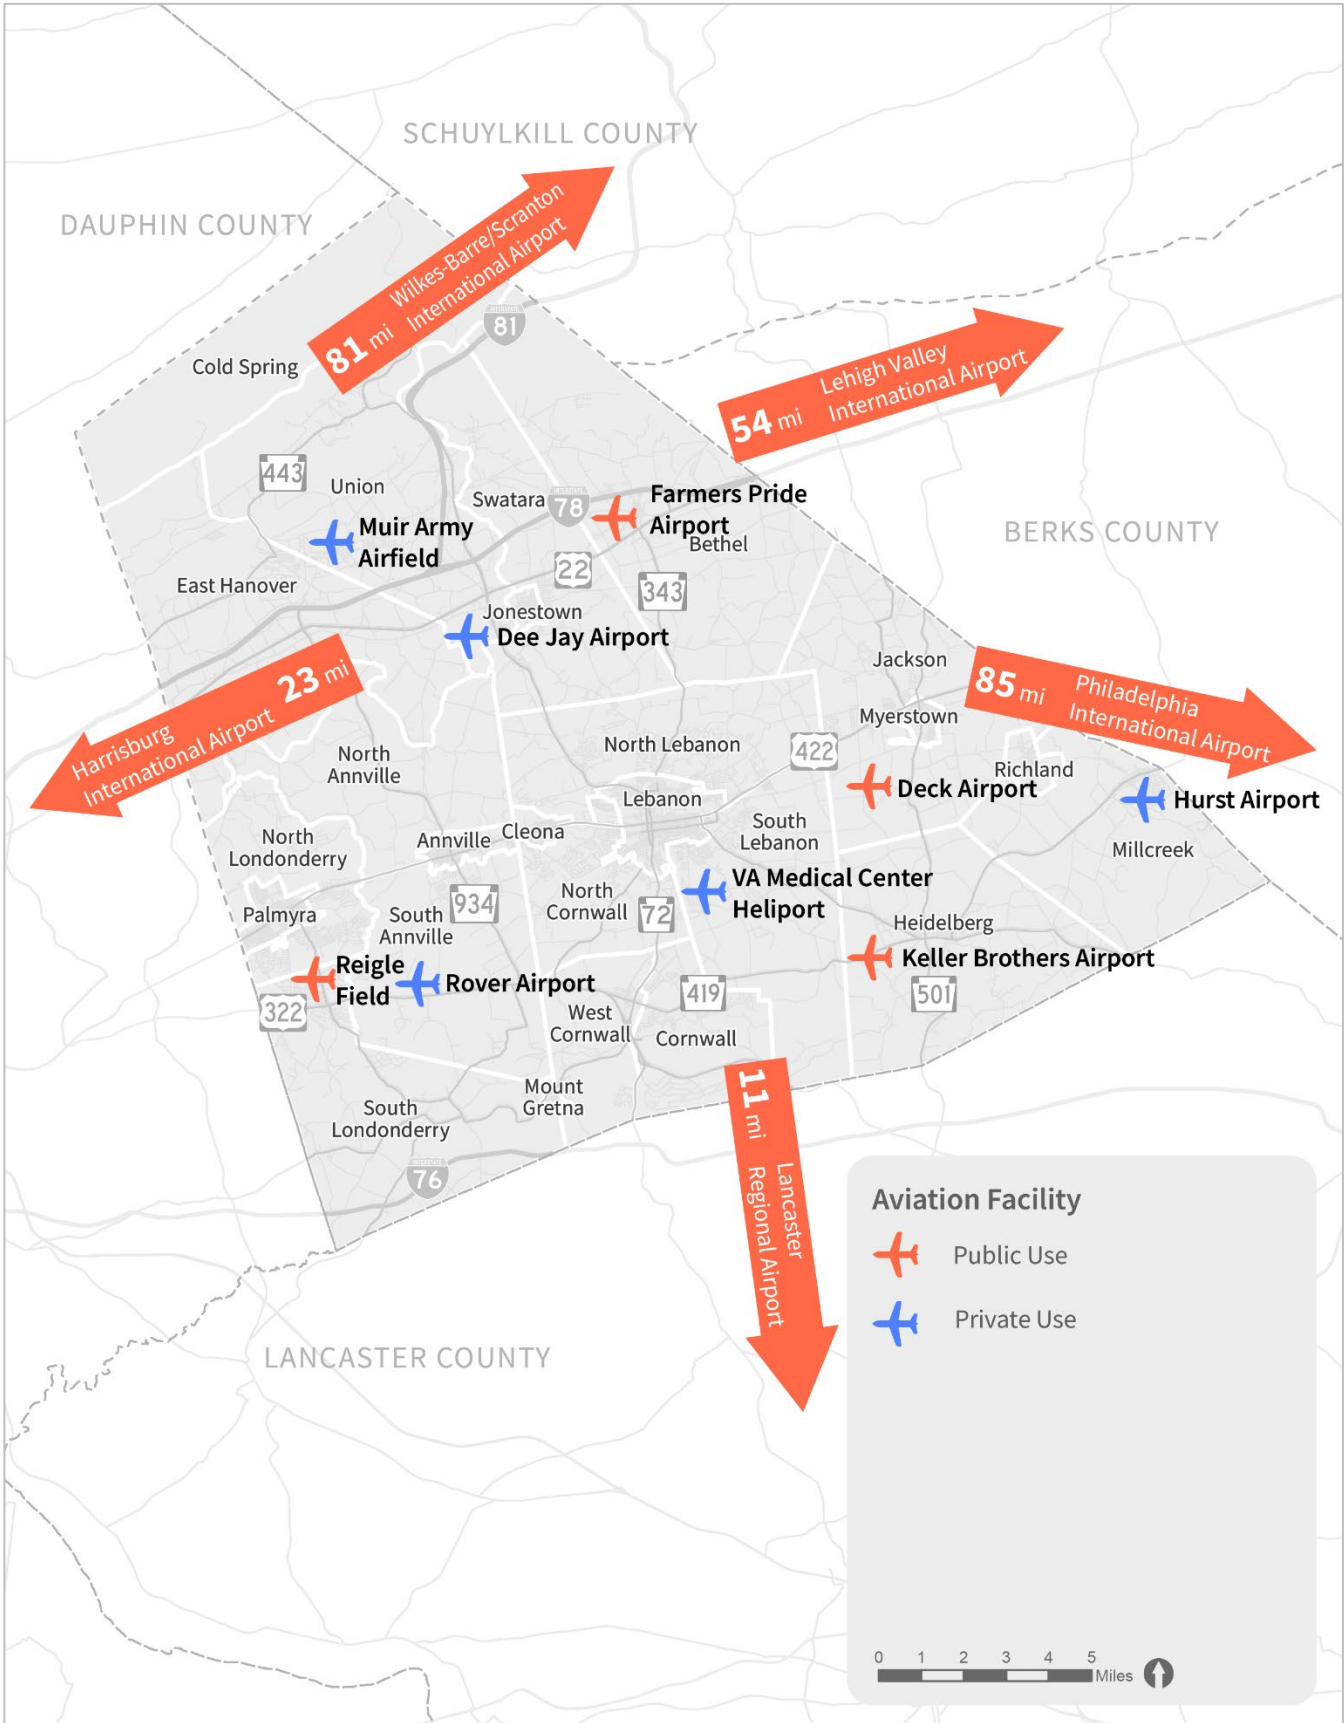 SCHUYLKILL COUNTY
DAUPHIN COUNTY
81 mi
Wilkes-Barre/Scranton
International Airport
81
Cold Spring
54 mi
Lehigh Valley
International Airport
443
Union
Swatara
78
Farmers Pride
Airport
Bethel
BERKS COUNTY
Muir Army
Airfield
22
343
East Hanover
Jonestown
Dee Jay Airport
Harrisburg
International Airport
23 mi
Jackson
85 mi
Philadelphia
International Airport
Myerstown
North Lebanon
422
North
Annville
Richland
Deck Airport
Hurst Airport
Lebanon
South
Lebanon
Cleona
Annville
North
Londonderry
Millcreek
VA Medical Center
Heliport
North
Cornwall
72
934
Palmyra
South
Annville
Heidelberg
Keller Brothers Airport
Reigle
Field
Rover Airport
419
501
322
West
Cornwall
Cornwall
Mount
Gretna
11 mi
Lancaster
Regional Airport
South
Londonderry
76
LANCASTER COUNTY
Aviation Facility
Public Use
Private Use
0 1 2 3 4 5
Miles